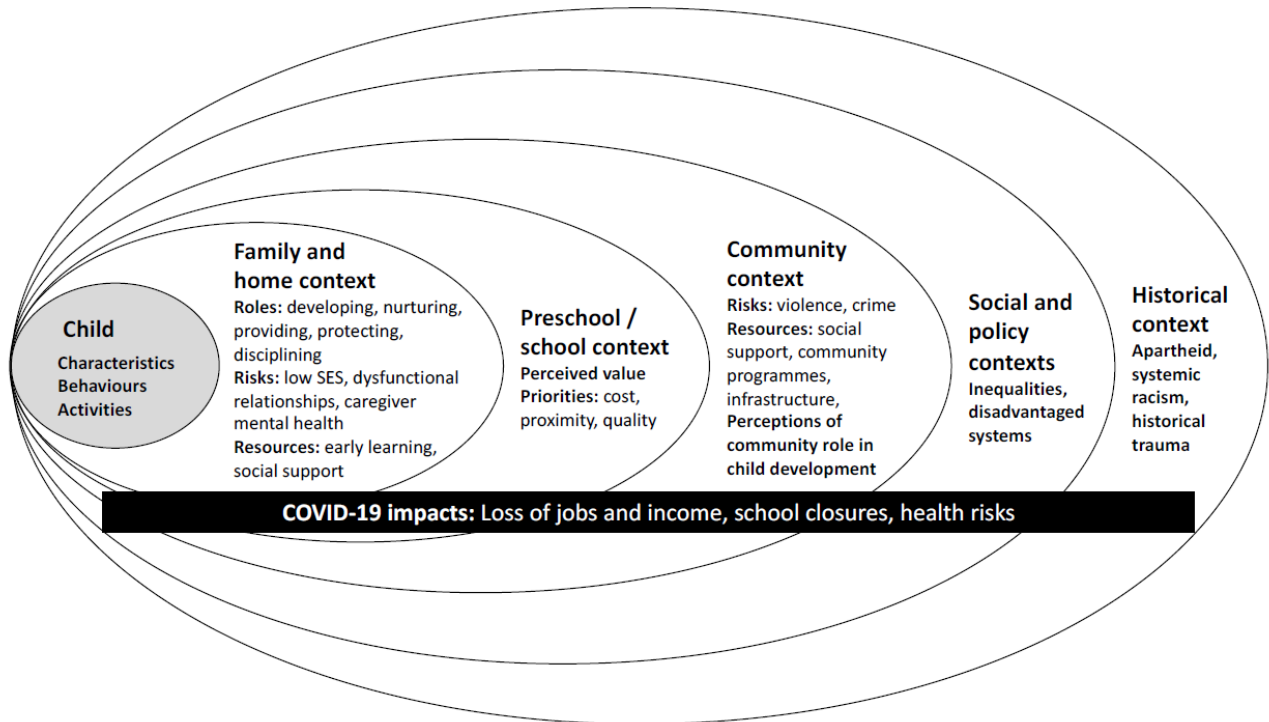 Child
Characteristics
Behaviours
Activities
Family and
home context
Roles: developing, nurturing,
providing, protecting,
disciplining
Risks: low SES, dysfunctional
relationships, caregiver
mental health
Resources: early learning,
social support
Preschool /
school context
Perceived value
Priorities: cost,
proximity, quality
Community
context
Risks: violence, crime
Resources: social
support, community
programmes,
infrastructure,
Perceptions of
community role in
child development
Social and
policy
contexts
Inequalities,
disadvantaged
systems
Historical
context
Apartheid,
systemic
racism,
historical
trauma
COVID-19 impacts: Loss of jobs and income, school closures, health risks